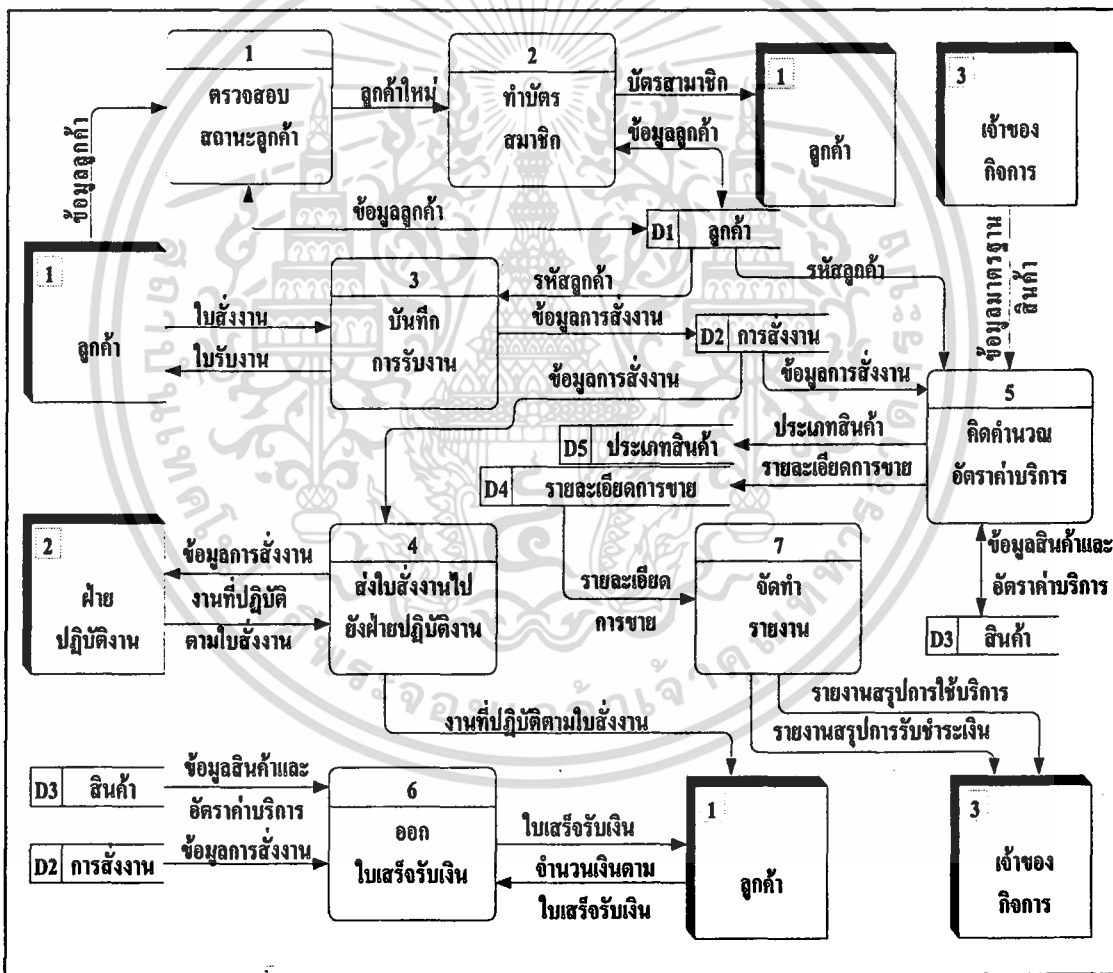 1
ตรวจสอบ
สถานะลูกค้า
ลูกค้าใหม่
2
ทำบัตร
สมาชิก
บัตรสามาชิก
ข้อมูลลูกค้า
1
ลูกค้า
3
เจ้าของ
กิจการ
ข้อมูลลูกค้า
ข้อมูลลูกค้า
D1 ลูกค้า
รหัสลูกค้า
ข้อมูลมาตรฐาน
สินค้า
1
ลูกค้า
ใบสั่งงาน
ใบรับงาน
3
บันทึก
การรับงาน
รหัสลูกค้า
ข้อมูลการสั่งงาน
D2 การสั่งงาน
ข้อมูลการสั่งงาน
ข้อมูลการสั่งงาน
5
คิดคำนวณ
อัตราค่าบริการ
ประเภทสินค้า
D5 ประเภทสินค้า
รายละเอียดการขาย
D4 รายละเอียดการขาย
2
ฝ่าย
ปฏิบัติงาน
ข้อมูลการสั่งงาน
งานที่ปฏิบัติ
ตามใบสั่งงาน
4
ส่งใบสั่งงานไป
ยังฝ่ายปฏิบัติงาน
รายละเอียด
การขาย
7
จัดทำ
รายงาน
ข้อมูลสินค้าและ
อัตราค่าบริการ
D3 สินค้า
งานที่ปฏิบัติตามใบสั่งงาน
รายงานสรุปการใช้บริการ
รายงานสรุปการรับชำระเงิน
D3 สินค้า
ข้อมูลสินค้าและ
อัตราค่าบริการ
D2 การสั่งงาน
ข้อมูลการสั่งงาน
6
ออก
ใบเสร็จรับเงิน
ใบเสร็จรับเงิน
จำนวนเงินตาม
ใบเสร็จรับเงิน
1
ลูกค้า
3
เจ้าของ
กิจการ